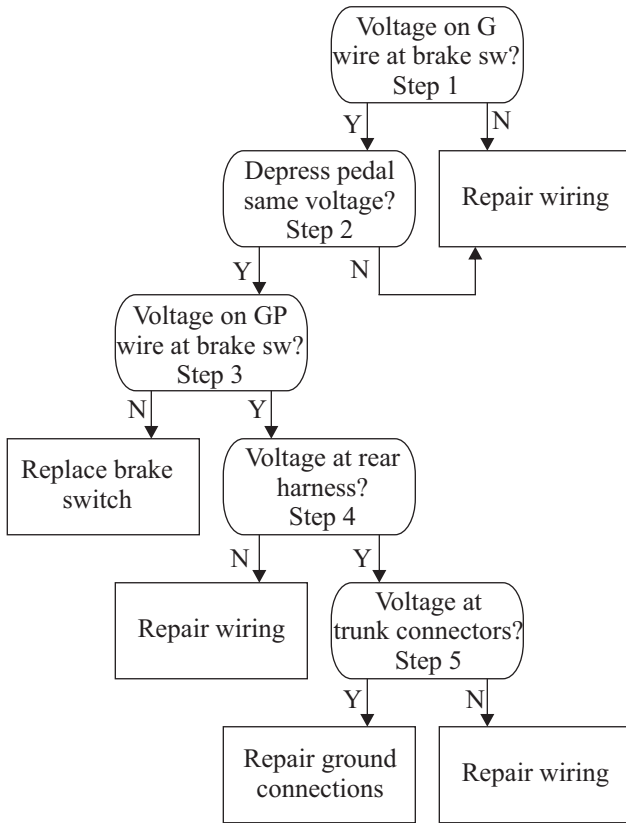 Voltage on G
wire at brake sw?
Step 1
Y
N
Depress pedal
same voltage?
Step 2
Repair wiring
Y
N
Voltage on GP
wire at brake sw?
Step 3
N
Y
Replace brake
switch
Voltage at rear
harness?
Step 4
N
Y
Repair wiring
Voltage at
trunk connectors?
Step 5
Y
N
Repair ground
connections
Repair wiring